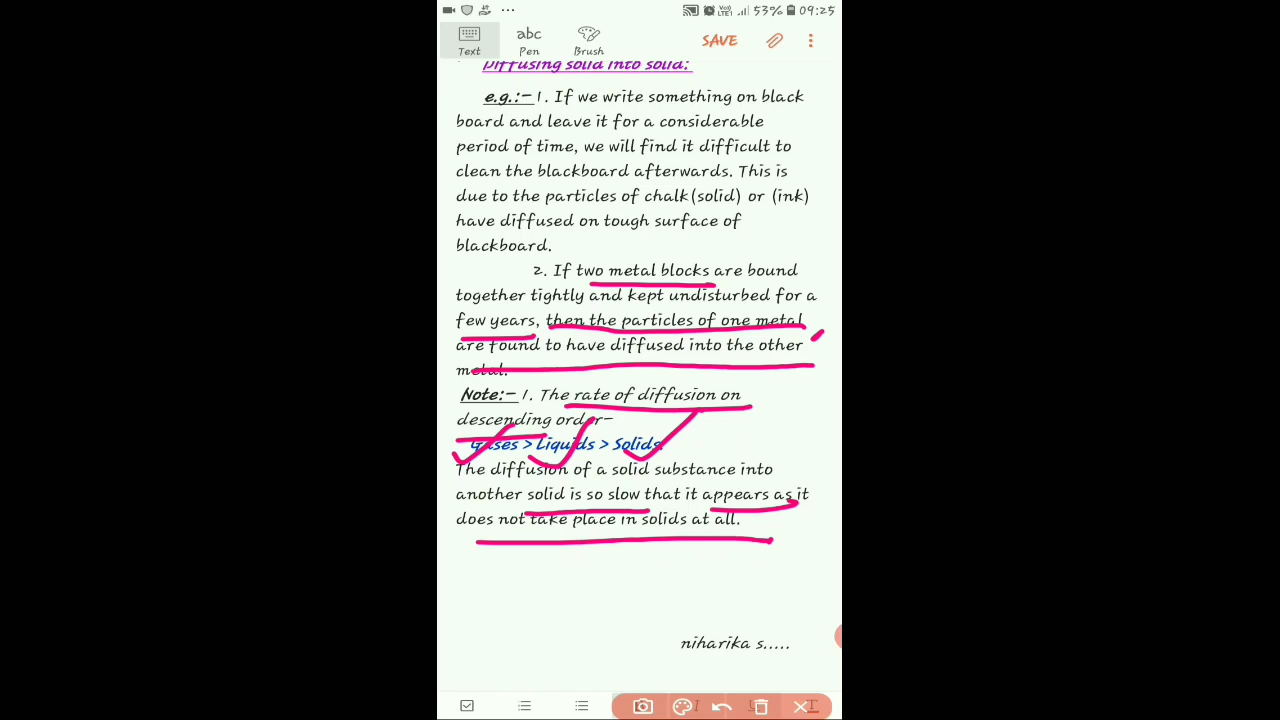 53% 09:25
Text abc Pen Brush SAVE
Diffusing solid into solid:
e.g.:- 1. If we write something on black
board and leave it for a considerable
period of time, we will find it difficult to
clean the blackboard afterwards. This is
due to the particles of chalk(solid) or (ink)
have diffused on tough surface of
blackboard.
2. If two metal blocks are bound
together tightly and kept undisturbed for a
few years, then the particles of one metal
are found to have diffused into the other
metal.
Note:- 1. The rate of diffusion on
descending order-
Gases > Liquids > Solids.
The diffusion of a solid substance into
another solid is so slow that it appears as it
does not take place in solids at all.
niharika s.....